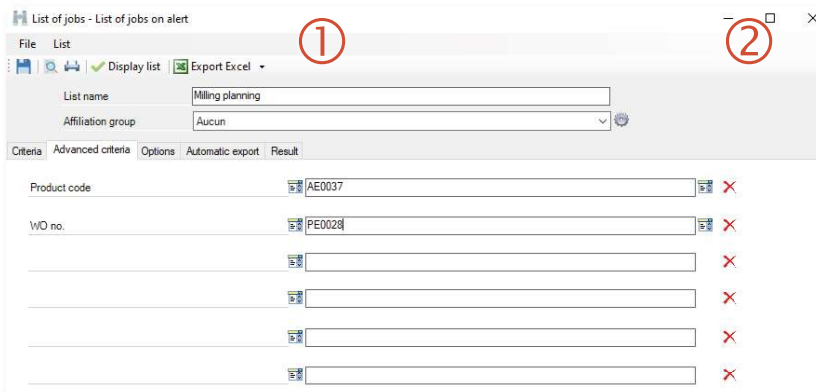 List of jobs - List of jobs on alert
① ②
File List
Display list Export Excel
List name Milling planning
Affiliation group Aucun
Criteria Advanced criteria Options Automatic export Result
Product code AE0037
WO no. PE0028